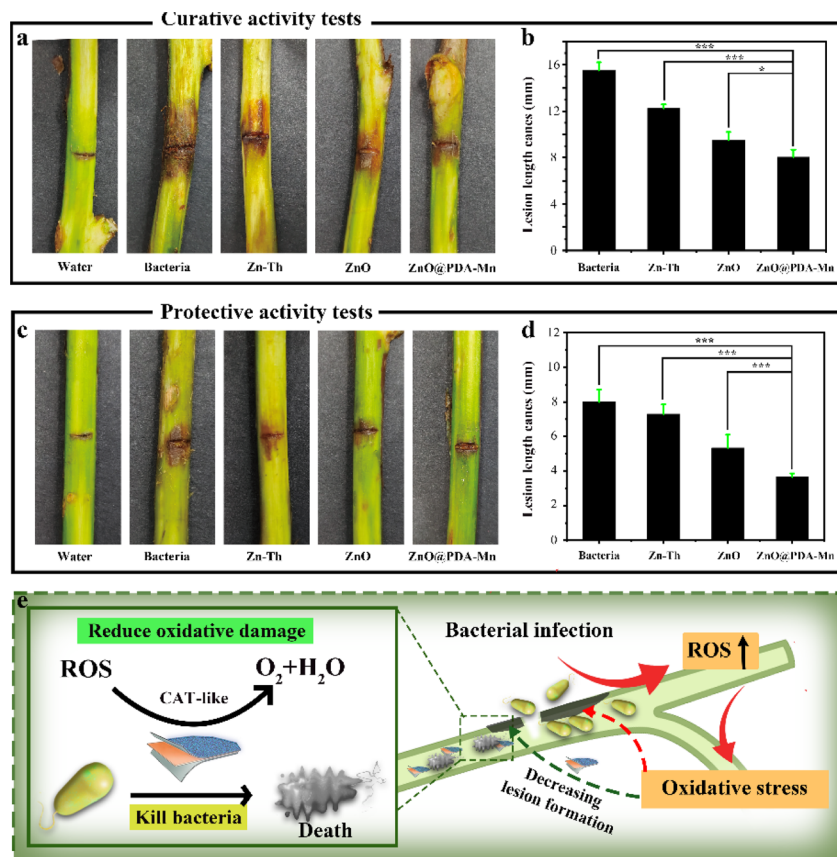 Curative activity tests
a
Water
Bacteria
Zn-Th
ZnO
ZnO@PDA-Mn
b
Lesion length canes (mm)
16
12
8
4
0
***
***
*
Bacteria
Zn-Th
ZnO
ZnO@PDA-Mn
Protective activity tests
c
Water
Bacteria
Zn-Th
ZnO
ZnO@PDA-Mn
d
Lesion length canes (mm)
12
10
8
6
4
2
0
***
***
***
Bacteria
Zn-Th
ZnO
ZnO@PDA-Mn
e
Reduce oxidative damage
ROS
O₂+H₂O
CAT-like
Kill bacteria
Death
Bacterial infection
ROS
Decreasing
lesion formation
Oxidative stress